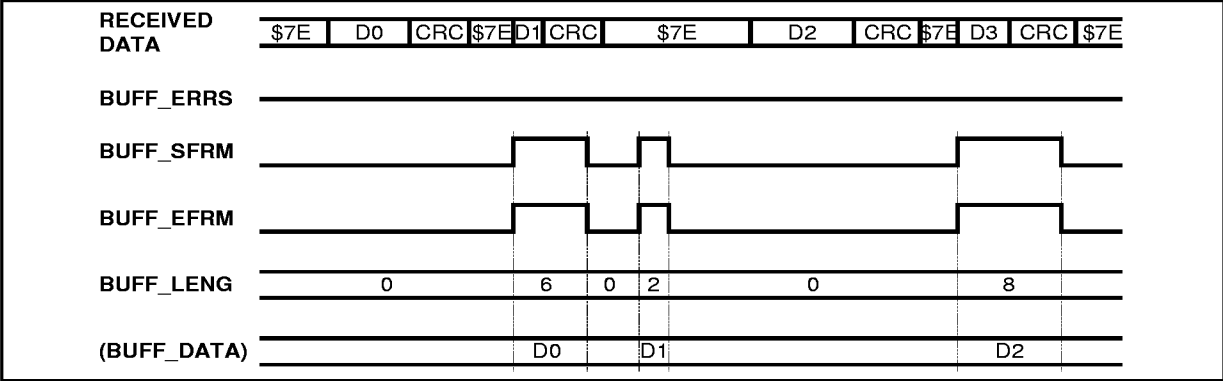 RECEIVED
DATA
$7E D0 CRC $7E D1 CRC $7E D2 CRC $7E D3 CRC $7E
BUFF_ERRS
BUFF_SFRM
BUFF_EFRM
BUFF_LENG 0 6 0 2 0 8
(BUFF_DATA) D0 D1 D2